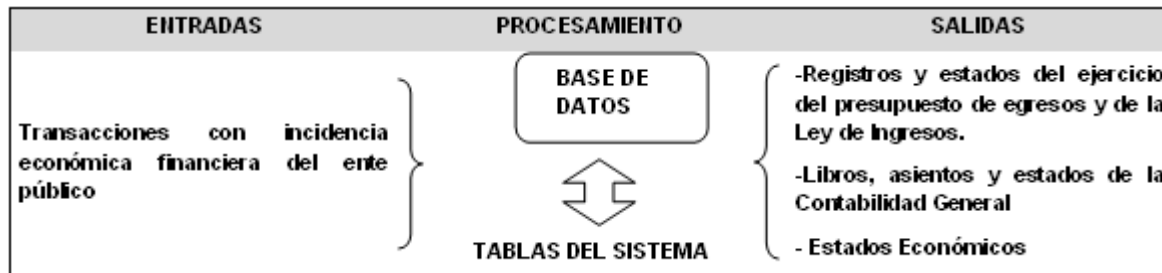 ENTRADAS PROCESAMIENTO SALIDAS
Transacciones con incidencia
económica financiera del ente
público
BASE DE
DATOS
TABLAS DEL SISTEMA
-Registros y estados del ejercicio
del presupuesto de egresos y de la
Ley de Ingresos.
-Libros, asientos y estados de la
Contabilidad General
- Estados Económicos